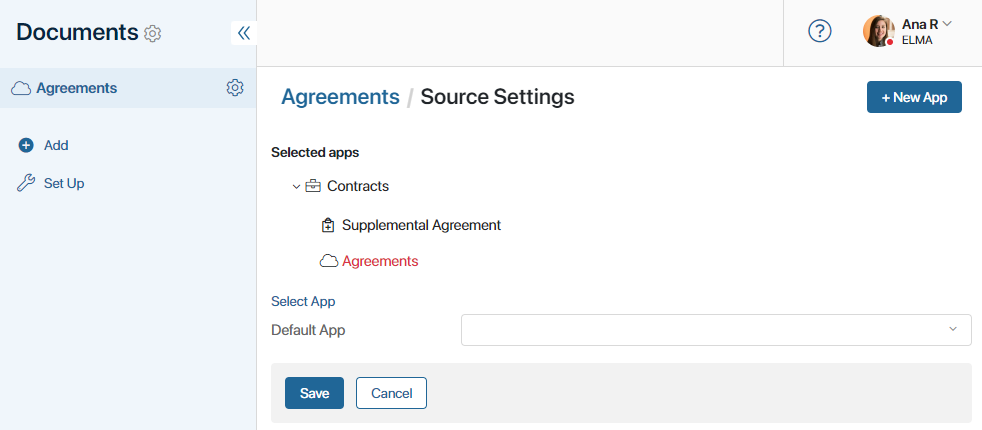 Documents
Agreements
Add
Set Up
?
Ana R
ELMA
Agreements / Source Settings
+ New App
Selected apps
Contracts
Supplemental Agreement
Agreements
Select App
Default App
Save
Cancel